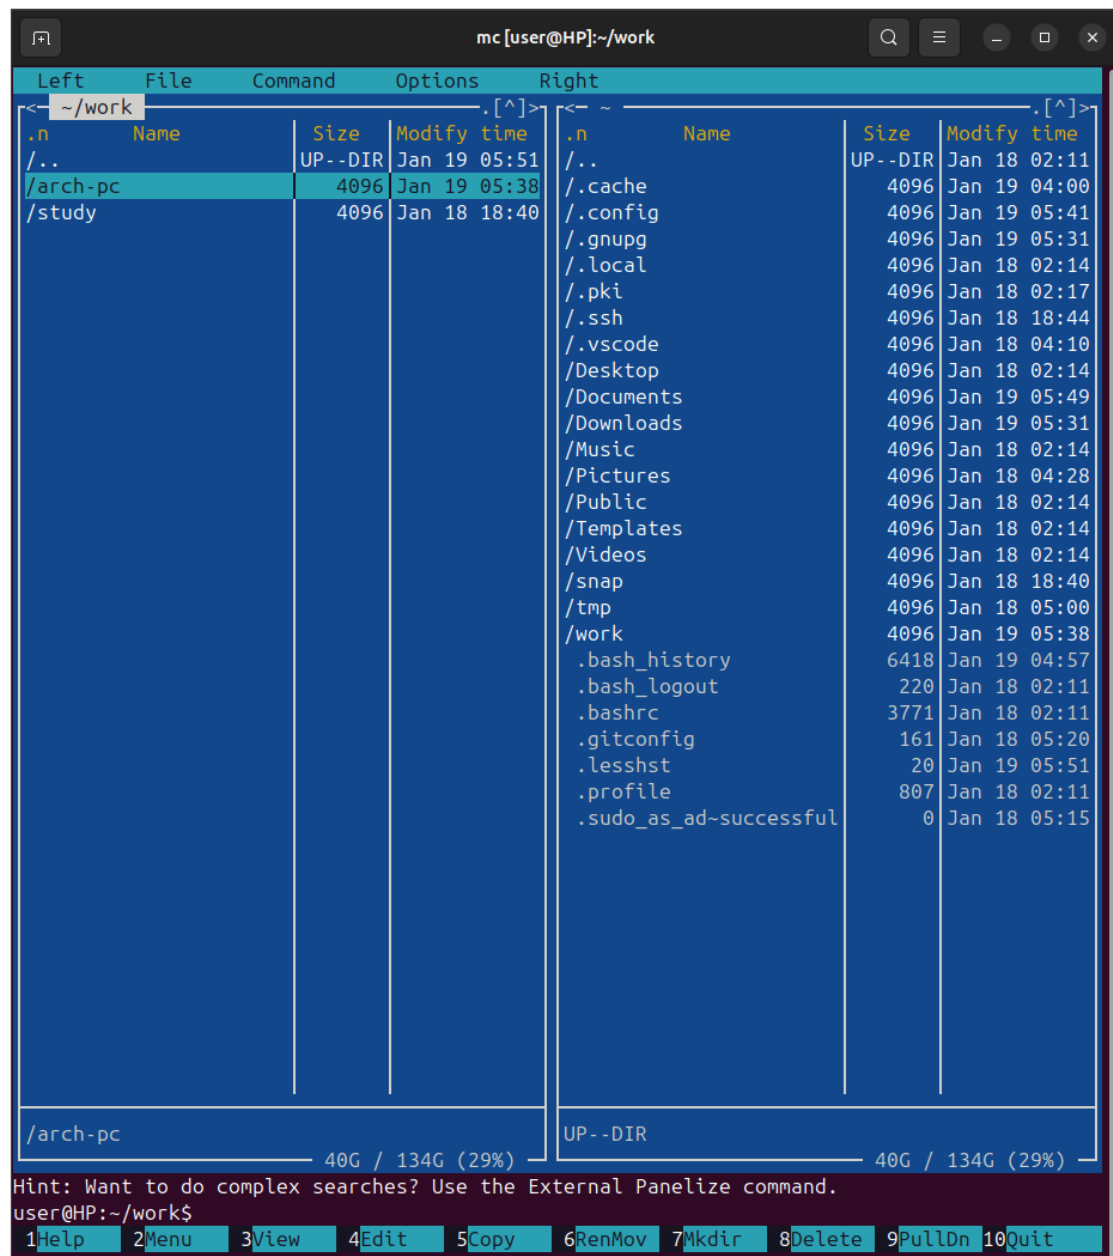 mc [user@HP]:~/work
Left File Command Options Right
<- ~/work .[^]>
.n Name Size Modify time
/.. UP--DIR Jan 19 05:51
/arch-pc 4096 Jan 19 05:38
/study 4096 Jan 18 18:40
/arch-pc
40G / 134G (29%)
<- ~ .[^]>
.n Name Size Modify time
/.. UP--DIR Jan 18 02:11
/.cache 4096 Jan 19 04:00
/.config 4096 Jan 19 05:41
/.gnupg 4096 Jan 19 05:31
/.local 4096 Jan 18 02:14
/.pki 4096 Jan 18 02:17
/.ssh 4096 Jan 18 18:44
/.vscode 4096 Jan 18 04:10
/Desktop 4096 Jan 18 02:14
/Documents 4096 Jan 19 05:49
/Downloads 4096 Jan 19 05:31
/Music 4096 Jan 18 02:14
/Pictures 4096 Jan 18 04:28
/Public 4096 Jan 18 02:14
/Templates 4096 Jan 18 02:14
/Videos 4096 Jan 18 02:14
/snap 4096 Jan 18 18:40
/tmp 4096 Jan 18 05:00
/work 4096 Jan 19 05:38
.bash_history 6418 Jan 19 04:57
.bash_logout 220 Jan 18 02:11
.bashrc 3771 Jan 18 02:11
.gitconfig 161 Jan 18 05:20
.lesshst 20 Jan 19 05:51
.profile 807 Jan 18 02:11
.sudo_as_ad~successful 0 Jan 18 05:15
UP--DIR
40G / 134G (29%)
Hint: Want to do complex searches? Use the External Panelize command.
user@HP:~/work$
1Help 2Menu 3View 4Edit 5Copy 6RenMov 7Mkdir 8Delete 9PullDn 10Quit